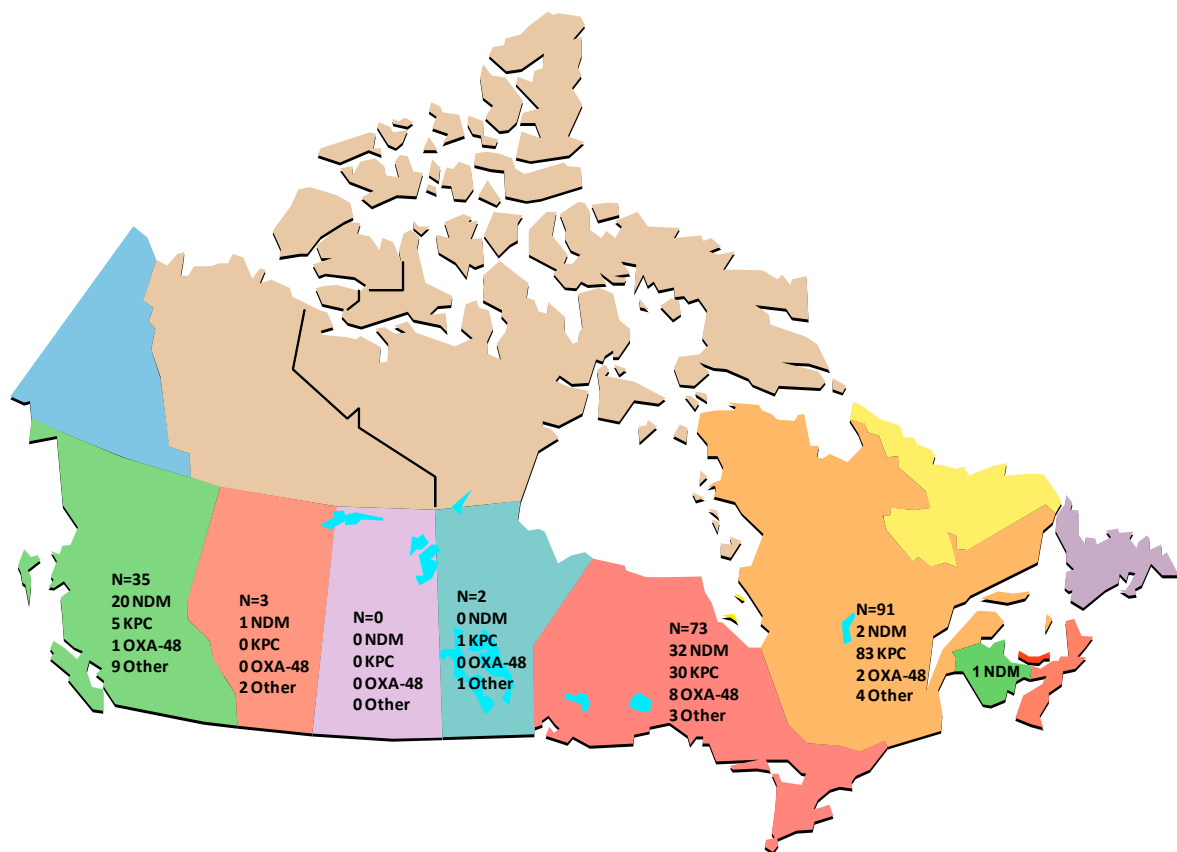 N=35
20 NDM
5 KPC
1 OXA-48
9 Other
N=3
1 NDM
0 KPC
0 OXA-48
2 Other
N=0
0 NDM
0 KPC
0 OXA-48
0 Other
N=2
0 NDM
1 KPC
0 OXA-48
1 Other
N=73
32 NDM
30 KPC
8 OXA-48
3 Other
N=91
2 NDM
83 KPC
2 OXA-48
4 Other
1 NDM